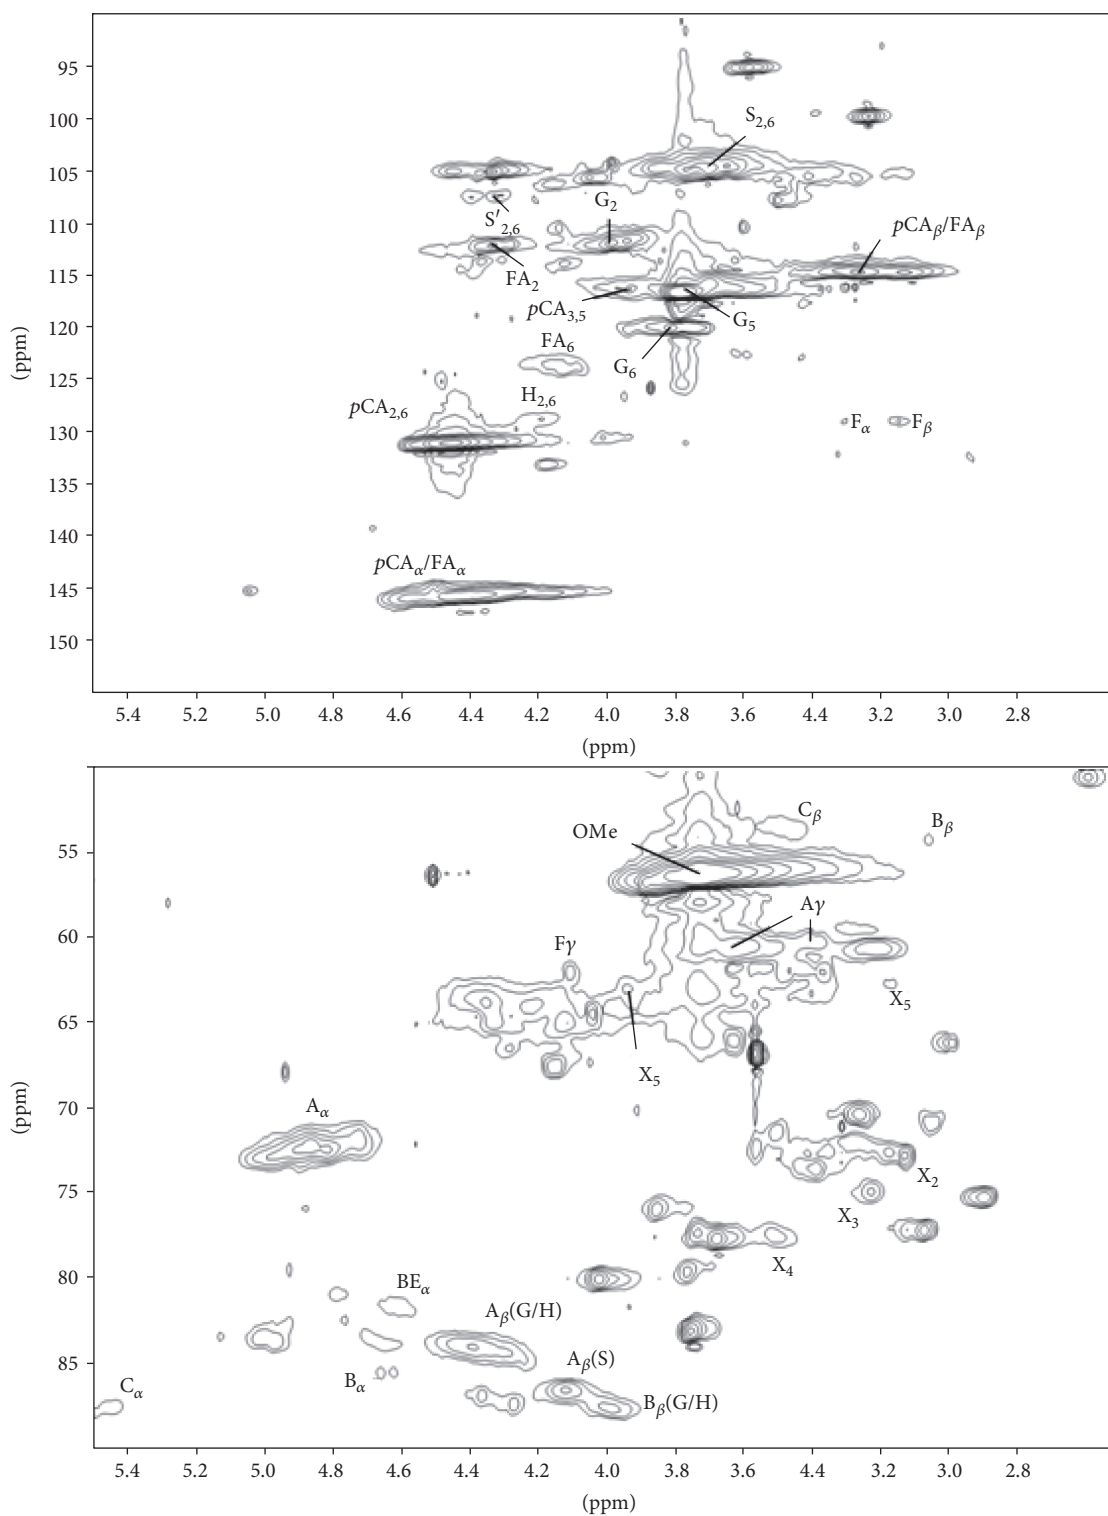 95
100
105
110
115
120
125
130
135
140
145
150
(ppm)
S2,6
S′2,6
G2
pCAβ/FAβ
FA2
pCA3,5
G5
FA6
G6
pCA2,6
H2,6
Fα
Fβ
pCAα/FAα
5.4 5.2 5.0 4.8 4.6 4.4 4.2 4.0 3.8 3.6 3.4 3.2 3.0 2.8
(ppm)
55
60
65
70
75
80
85
(ppm)
OMe
Cβ
Bβ
Aγ
Fγ
X5
X5
Aα
X2
X3
X4
BEα
Aβ(G/H)
Aβ(S)
Bα
Cα
Bβ(G/H)
5.4 5.2 5.0 4.8 4.6 4.4 4.2 4.0 3.8 3.6 3.4 3.2 3.0 2.8
(ppm)